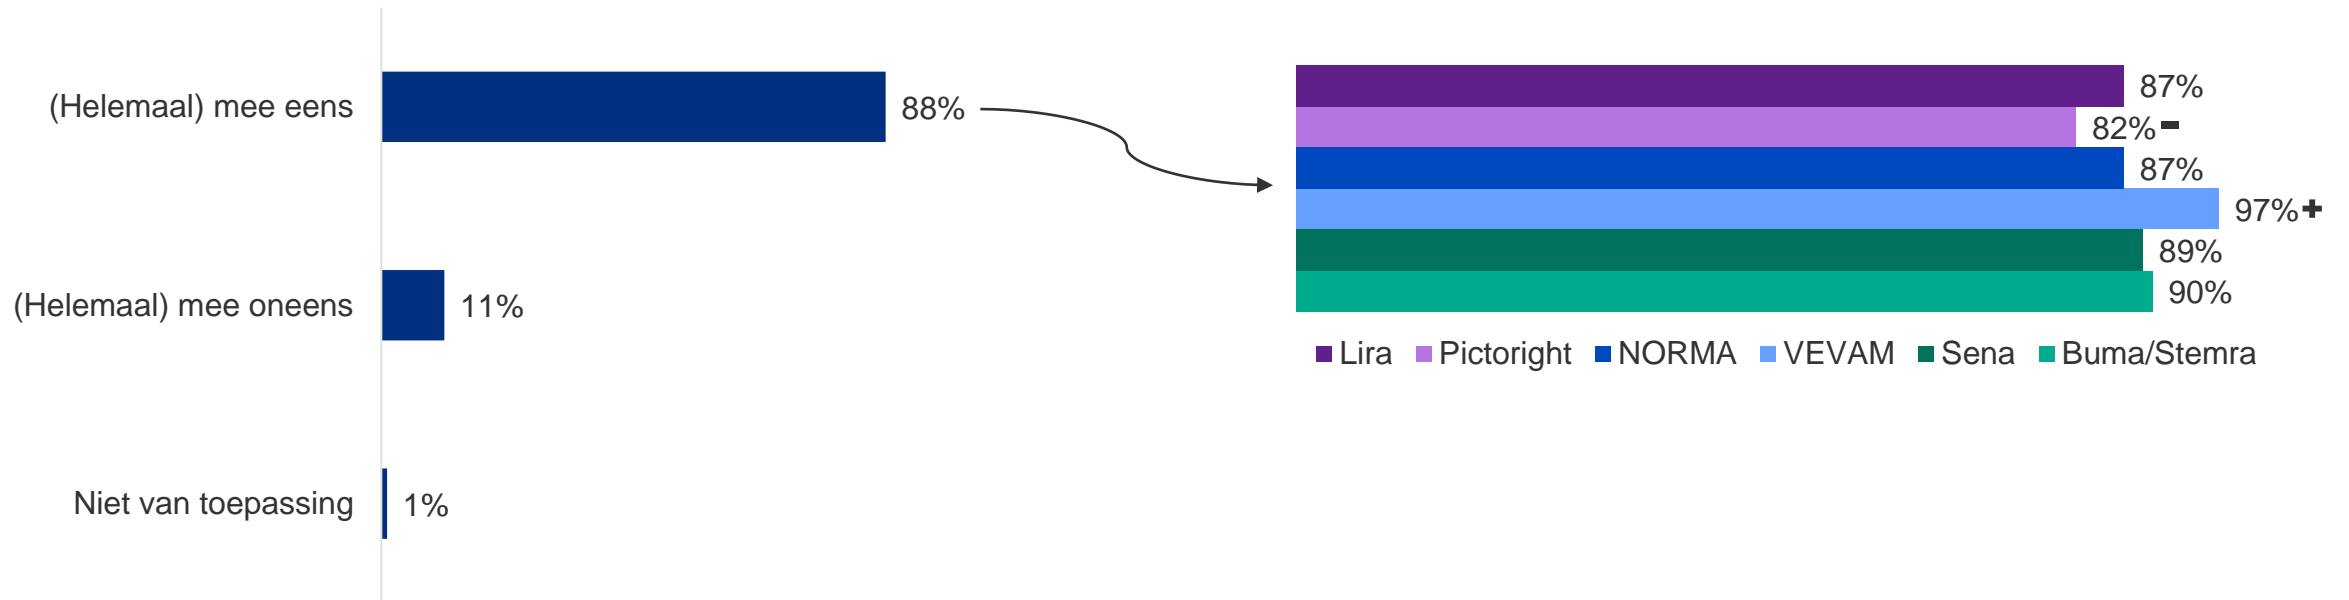 (Helemaal) mee eens
88%
(Helemaal) mee oneens
11%
Niet van toepassing
1%
87%
82%-
87%
97%+
89%
90%
Lira Pictoright NORMA VEVAM Sena Buma/Stemra